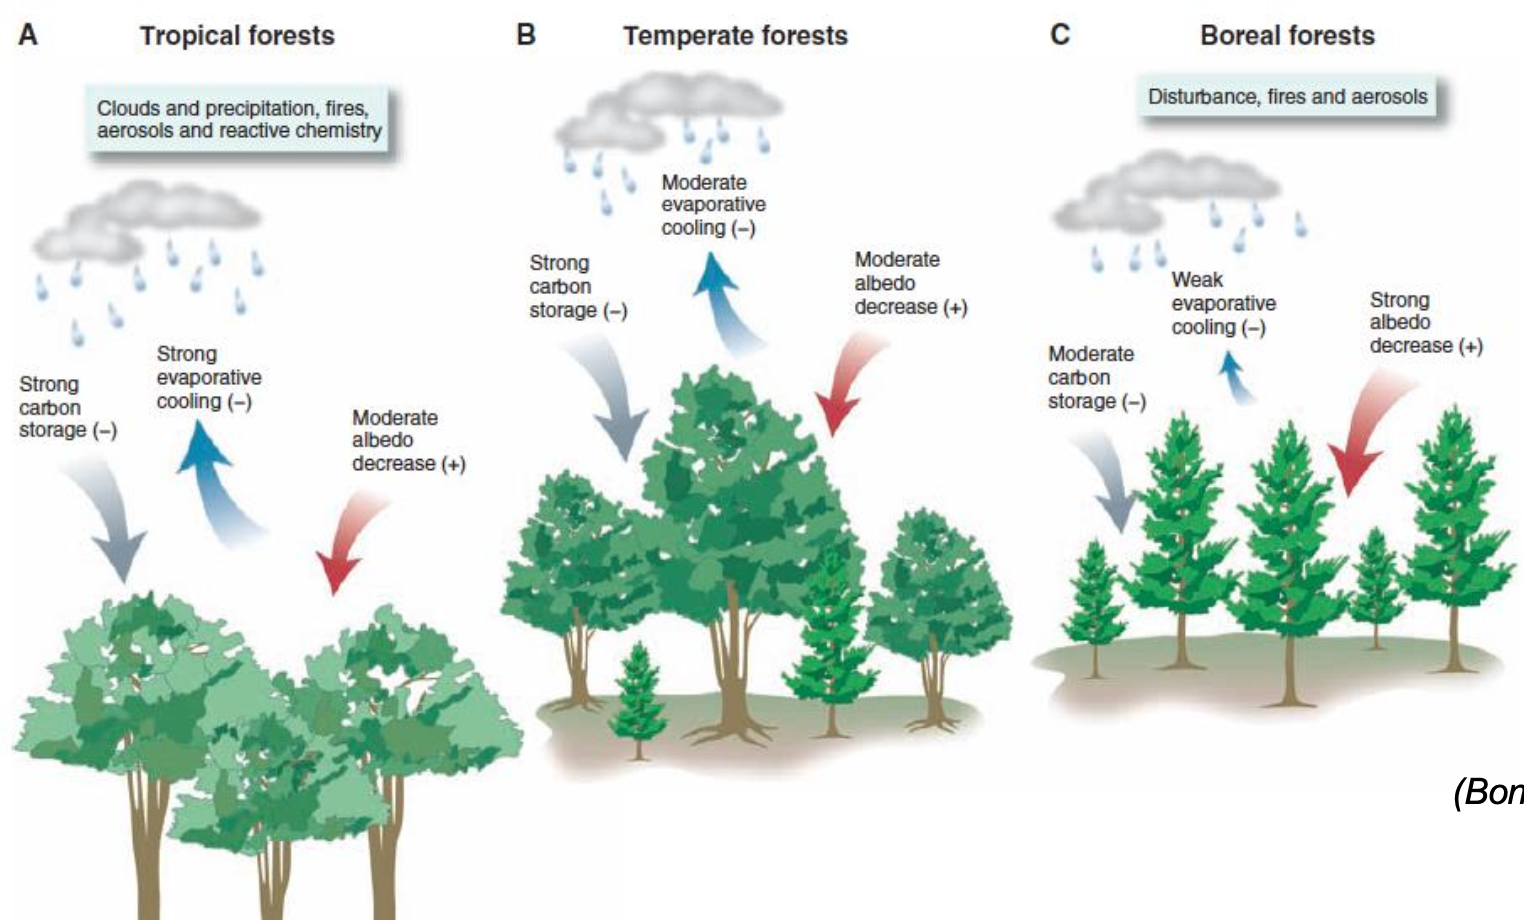 A
Tropical forests
Clouds and precipitation, fires,
aerosols and reactive chemistry
Strong
carbon
storage (–)
Strong
evaporative
cooling (–)
Moderate
albedo
decrease (+)
B
Temperate forests
Strong
carbon
storage (–)
Moderate
evaporative
cooling (–)
Moderate
albedo
decrease (+)
C
Boreal forests
Disturbance, fires and aerosols
Moderate
carbon
storage (–)
Weak
evaporative
cooling (–)
Strong
albedo
decrease (+)
(Bon